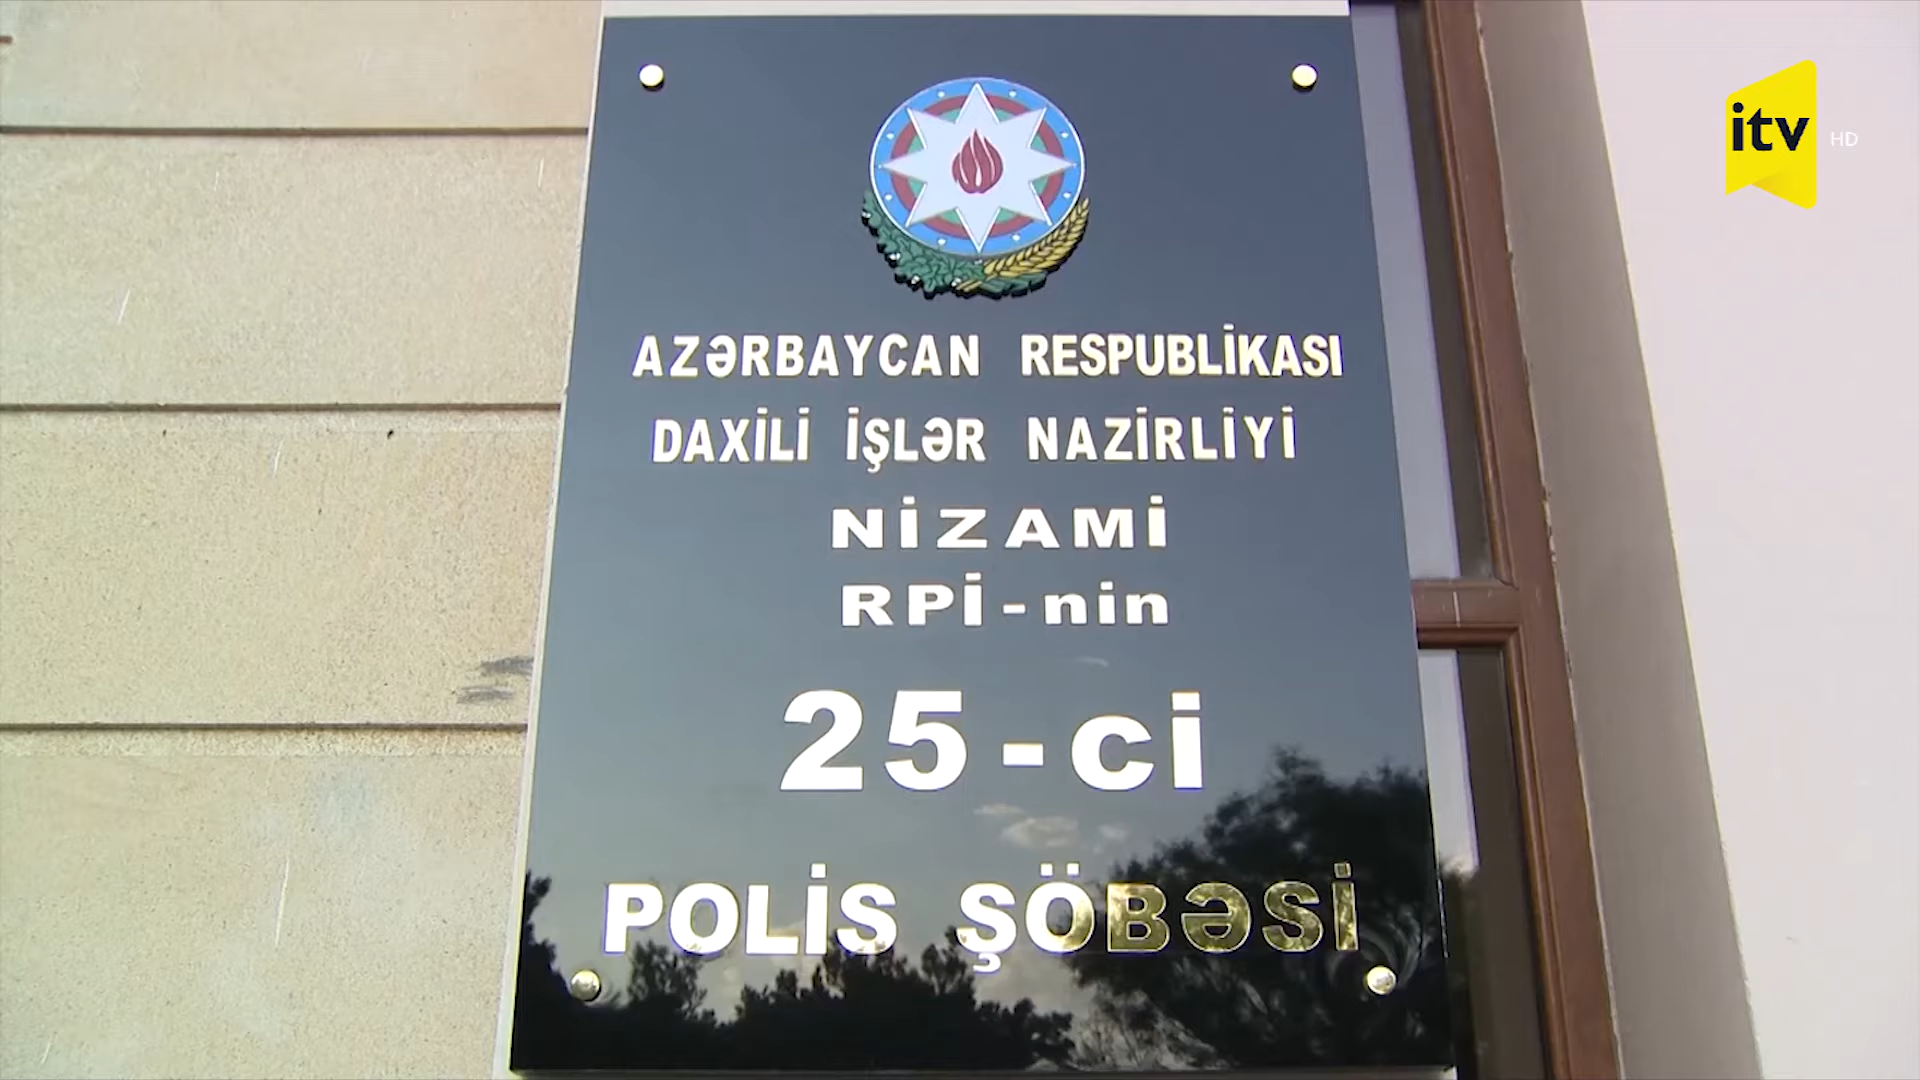 itv HD
AZƏRBAYCAN RESPUBLİKASI
DAXİLİ İŞLƏR NAZİRLİYİ
NİZAMİ
RPİ-nin
25-ci
POLİS ŞÖBƏSİ